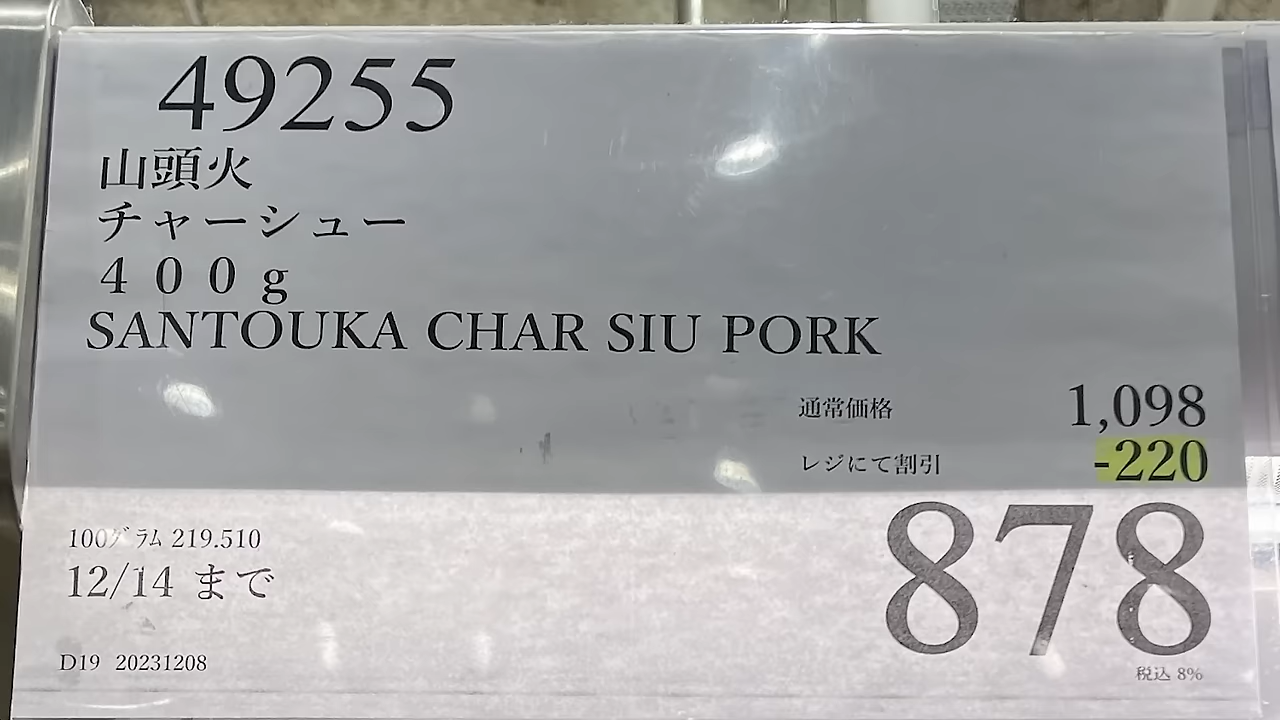 49255
山頭火
チャーシュー
４００g
SANTOUKA CHAR SIU PORK
通常価格 1,098
レジにて割引 -220
878
100グラム 219.510
12/14 まで
税込 8%
D19 20231208